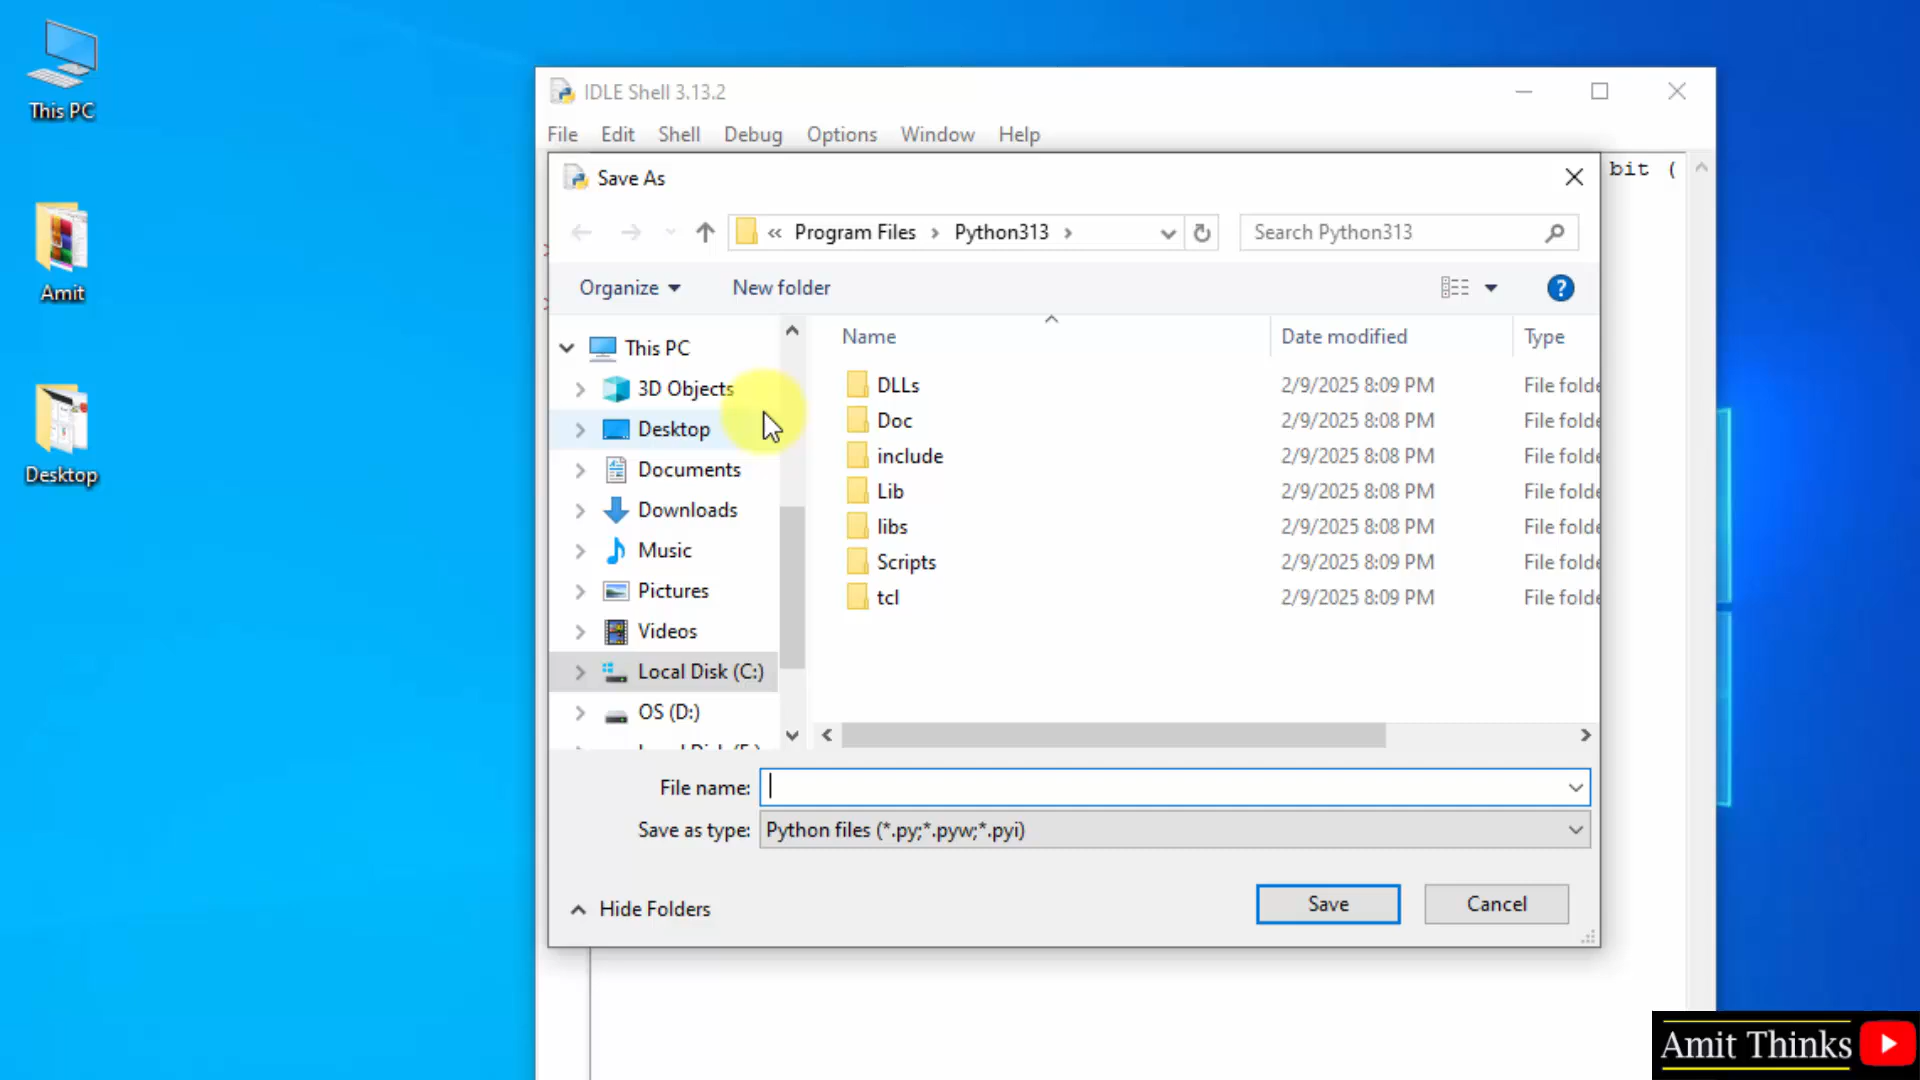 This PC
Amit
Desktop
IDLE Shell 3.13.2
File Edit Shell Debug Options Window Help
bit (
Save As
« Program Files > Python313 >
Search Python313
Organize
New folder
Name Date modified Type
This PC
3D Objects
Desktop
Documents
Downloads
Music
Pictures
Videos
Local Disk (C:)
OS (D:)
DLLs 2/9/2025 8:09 PM File folde
Doc 2/9/2025 8:08 PM File folde
include 2/9/2025 8:08 PM File folde
Lib 2/9/2025 8:08 PM File folde
libs 2/9/2025 8:08 PM File folde
Scripts 2/9/2025 8:09 PM File folde
tcl 2/9/2025 8:09 PM File folde
File name:
Save as type: Python files (*.py;*.pyw;*.pyi)
Hide Folders
Save
Cancel
Amit Thinks